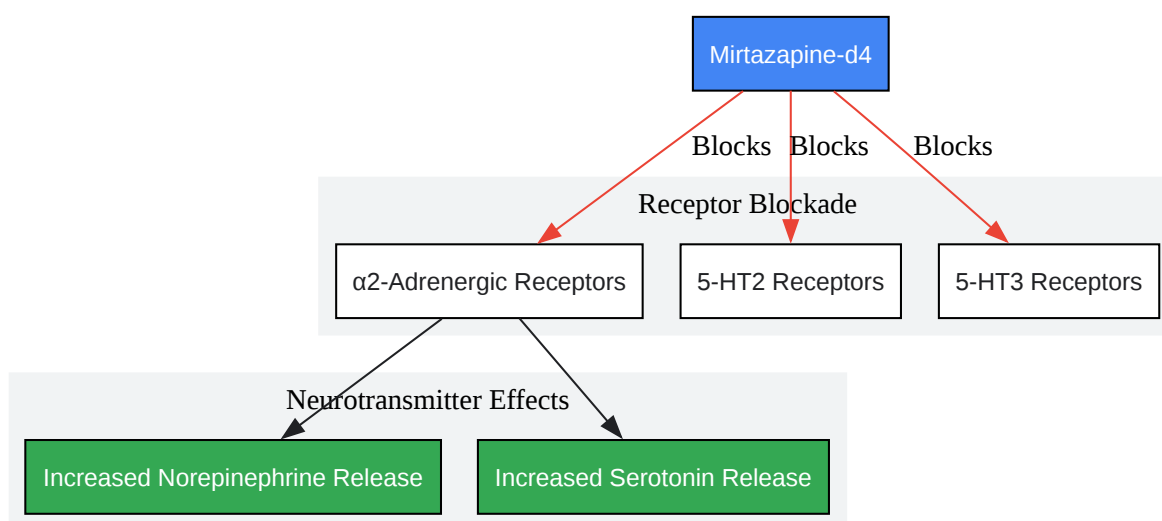 Mirtazapine-d4
Blocks
Blocks
Blocks
Receptor Blockade
α2-Adrenergic Receptors
5-HT2 Receptors
5-HT3 Receptors
Neurotransmitter Effects
Increased Norepinephrine Release
Increased Serotonin Release